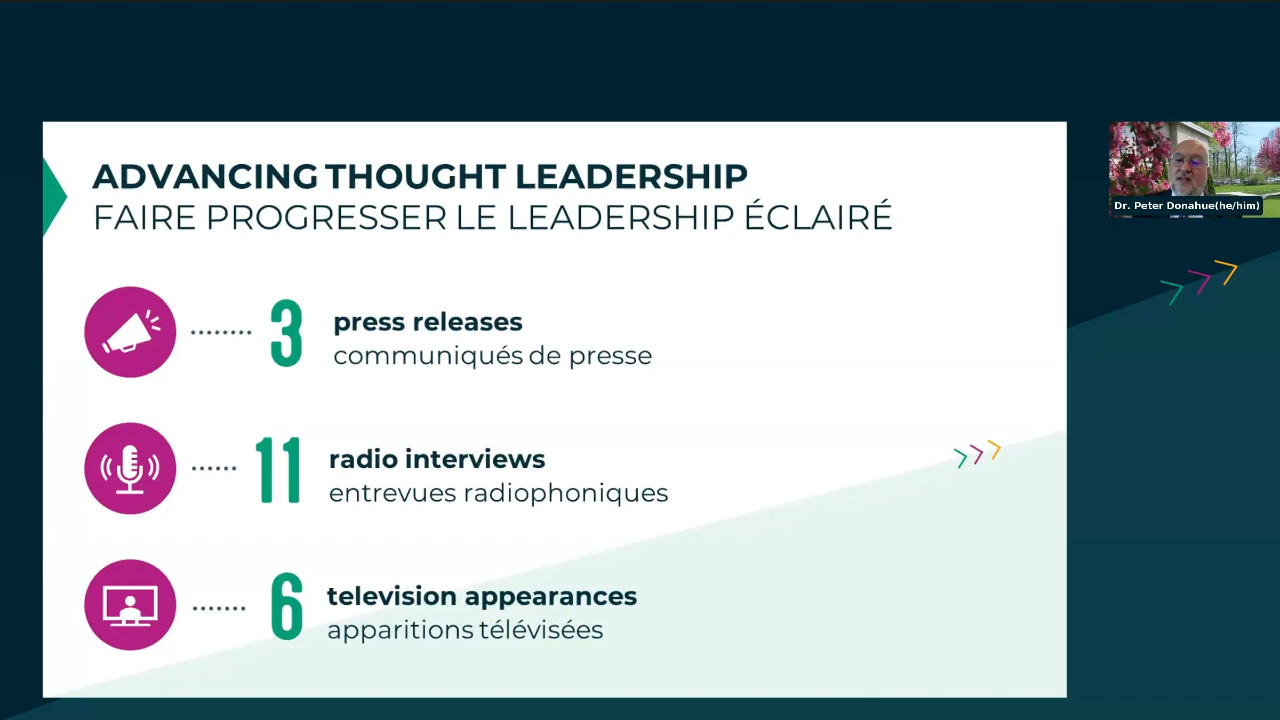 ADVANCING THOUGHT LEADERSHIP
FAIRE PROGRESSER LE LEADERSHIP ÉCLAIRÉ
3 press releases
communiqués de presse
11 radio interviews
entrevues radiophoniques
6 television appearances
apparitions télévisées
Dr. Peter Donahue(he/him)